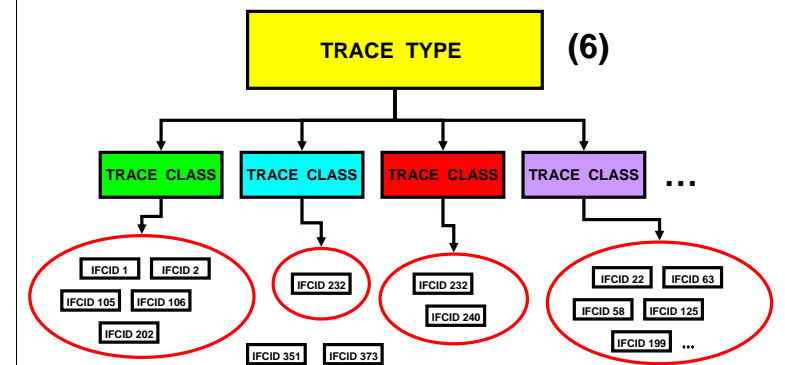 TRACE TYPE (6)
TRACE CLASS TRACE CLASS TRACE CLASS TRACE CLASS ...
IFCID 1 IFCID 2
IFCID 105 IFCID 106
IFCID 202
IFCID 232
IFCID 232
IFCID 240
IFCID 22 IFCID 63
IFCID 58 IFCID 125
IFCID 199 ...
IFCID 351 IFCID 373